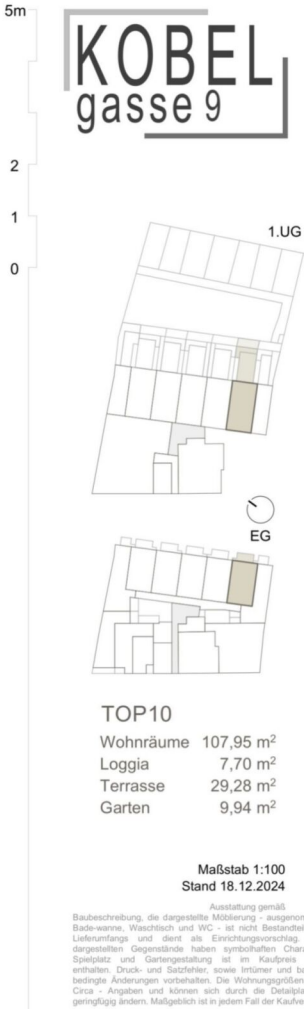 5m
KOBEL
gasse 9
2
1
0
1.UG
EG
TOP10
Wohnräume 107,95 m²
Loggia 7,70 m²
Terrasse 29,28 m²
Garten 9,94 m²
Maßstab 1:100
Stand 18.12.2024
Ausstattung gemäß
Baubeschreibung, die dargestellte Möblierung - ausgenom
Bade-wanne, Waschtisch und WC - ist nicht Bestandtei
Lieferumfangs und dient als Einrichtungsvorschlag.
dargestellten Gegenstände haben symbolhaften Chara
Spielplatz und Gartengestaltung ist im Kaufpreis
enthalten. Druck- und Satzfehler, sowie Irrtümer und ba
bedingte Änderungen vorbehalten. Die Wohnungsgrößen
Circa - Angaben und können sich durch die Detailpla
geringfügig ändern. Maßgeblich ist in jedem Fall der Kaufve